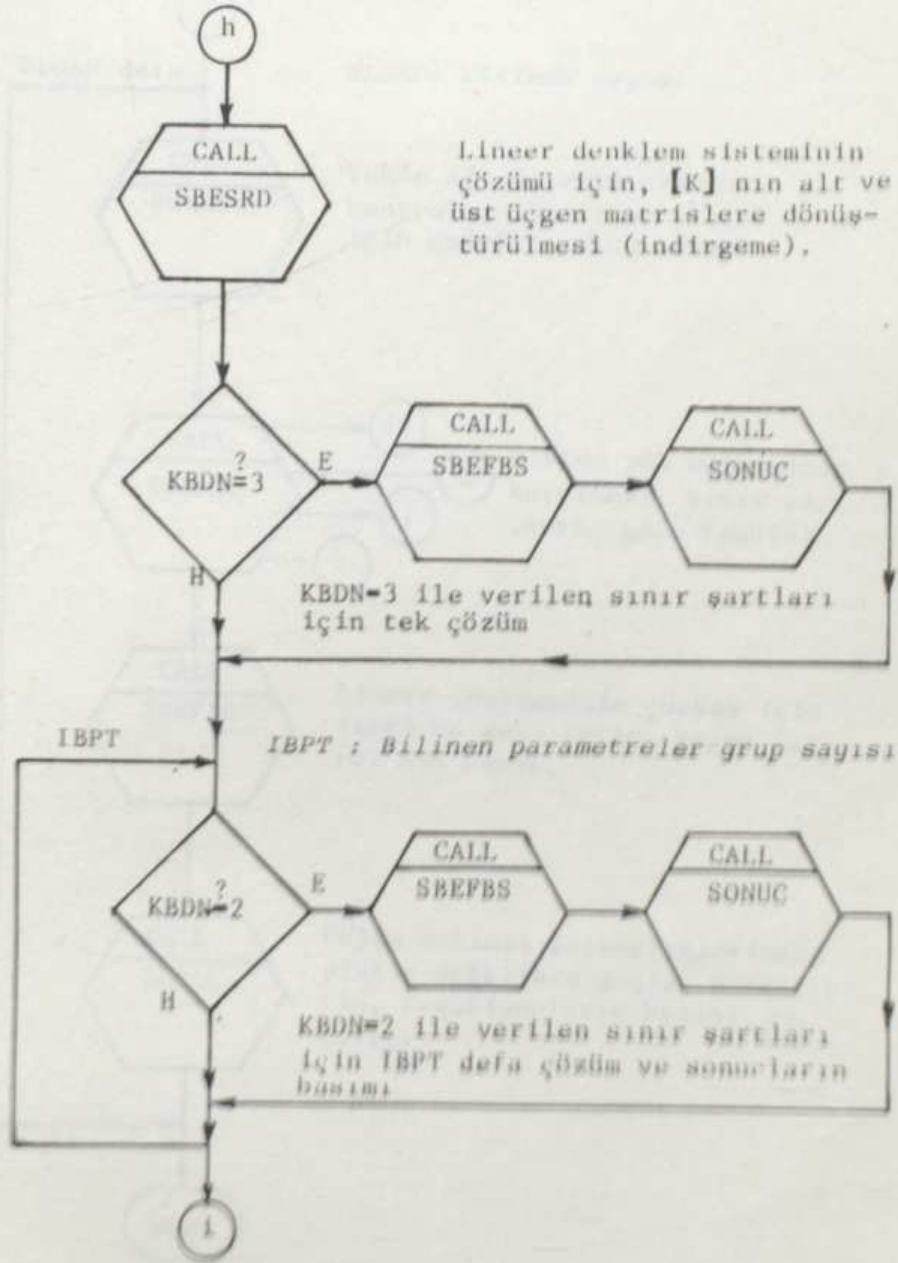 h
CALL
SBESRD
Lineer denklem sisteminin
çözümü için, [K] nın alt ve
üst üçgen matrislere dönüş-
türülmesi (indirgeme).
?
KBDN=3
E
H
CALL
SBEFBS
CALL
SONUC
KBDN=3 ile verilen sınır şartları
için tek çözüm
IBPT
IBPT : Bilinen parametreler grup sayısı
?
KBDN=2
E
H
CALL
SBEFBS
CALL
SONUC
KBDN=2 ile verilen sınır şartları
için IBPT defa çözüm ve sonuçların
basımı
i